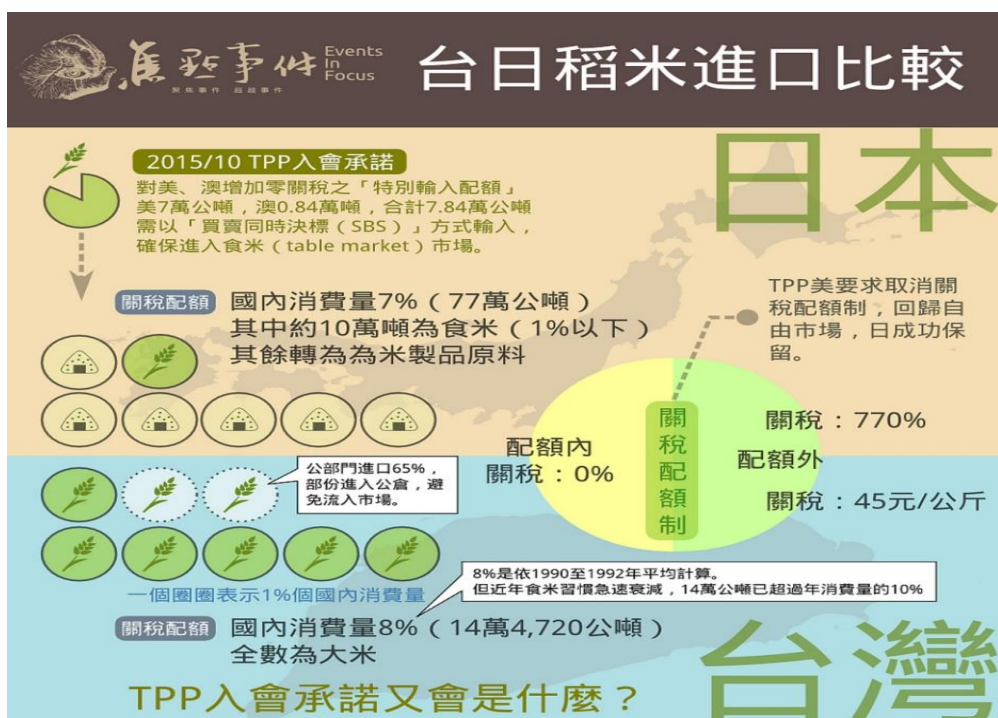 焦點事件
Events
In
Focus
聚焦事件 超越事件
台日稻米進口比較
日本
2015/10 TPP入會承諾
對美、澳增加零關稅之「特別輸入配額」
美7萬公噸，澳0.84萬噸，合計7.84萬公噸
需以「買賣同時決標（SBS）」方式輸入，
確保進入食米（table market）市場。
關稅配額
國內消費量7%（77萬公噸）
其中約10萬噸為食米（1%以下）
其餘轉為為米製品原料
TPP美要求取消關
稅配額制，回歸自
由市場，日成功保
留。
關稅配額制
配額內
關稅：0%
關稅：770%
配額外
關稅：45元/公斤
公部門進口65%，
部份進入公倉，避
免流入市場。
一個圈圈表示1%個國內消費量
8%是依1990至1992年平均計算。
但近年食米習慣急速衰減，14萬公噸已超過年消費量的10%
關稅配額
國內消費量8%（14萬4,720公噸）
全數為大米
台灣
TPP入會承諾又會是什麼？